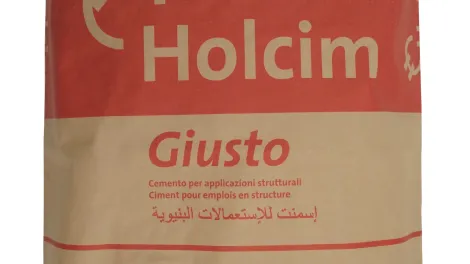 Holcim
Giusto
Cemento per applicazioni strutturali
Ciment pour emplois en structure
إسمنت للإستعمالات البنيوية